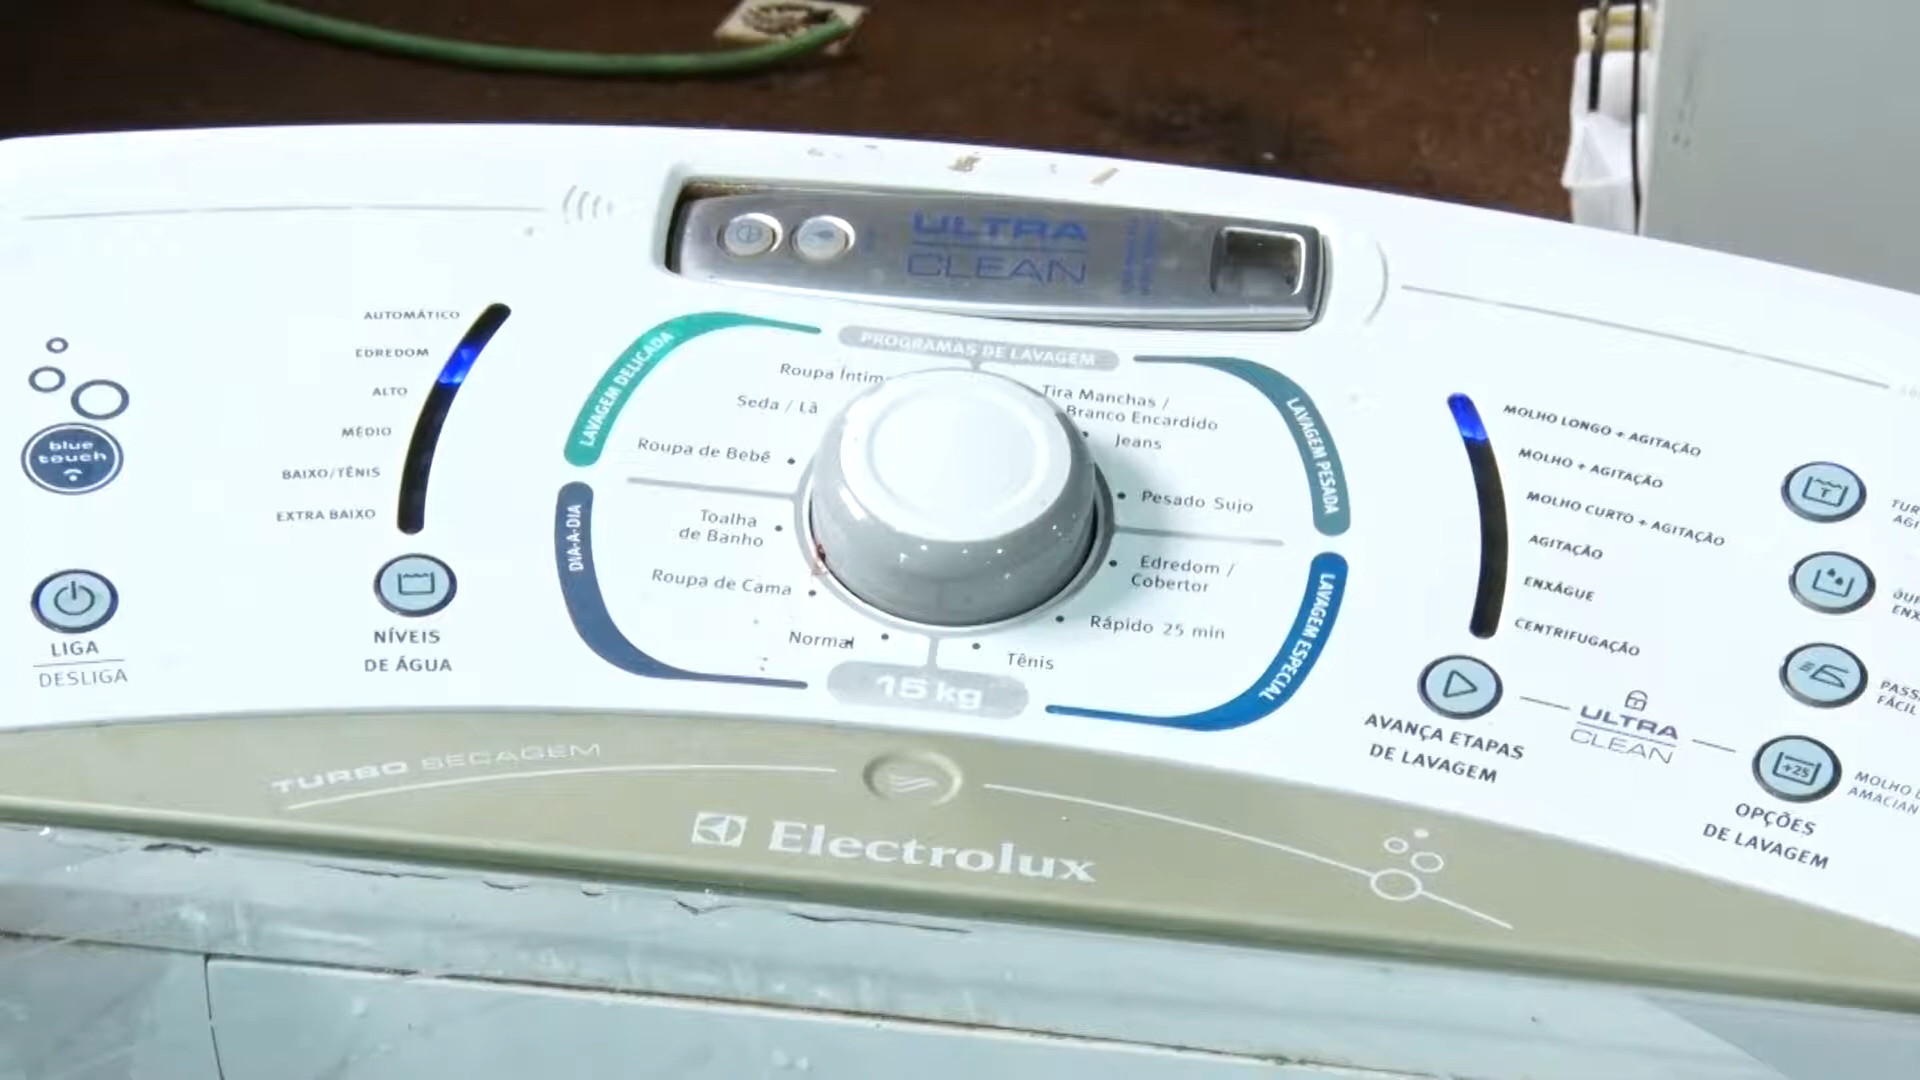 ULTRA
CLEAN
AUTOMÁTICO
EDREDOM
ALTO
MÉDIO
BAIXO/TÊNIS
EXTRA BAIXO
NÍVEIS
DE ÁGUA
blue
touch
LIGA
DESLIGA
PROGRAMAS DE LAVAGEM
LAVAGEM DELICADA
Seda / Lã
Roupa de Bebê
DIA-A-DIA
Toalha
de Banho
Roupa de Cama
Normal
Tira Manchas /
Branco Encardido
Jeans
Pesado Sujo
LAVAGEM PESADA
Edredom /
Cobertor
Rápido 25 min
Tênis
LAVAGEM ESPECIAL
15 kg
MOLHO LONGO + AGITAÇÃO
MOLHO + AGITAÇÃO
MOLHO CURTO + AGITAÇÃO
AGITAÇÃO
ENXÁGUE
CENTRIFUGAÇÃO
AVANÇA ETAPAS
DE LAVAGEM
ULTRA
CLEAN
T
+25
OPÇÕES
DE LAVAGEM
TURBO SECAGEM
Electrolux